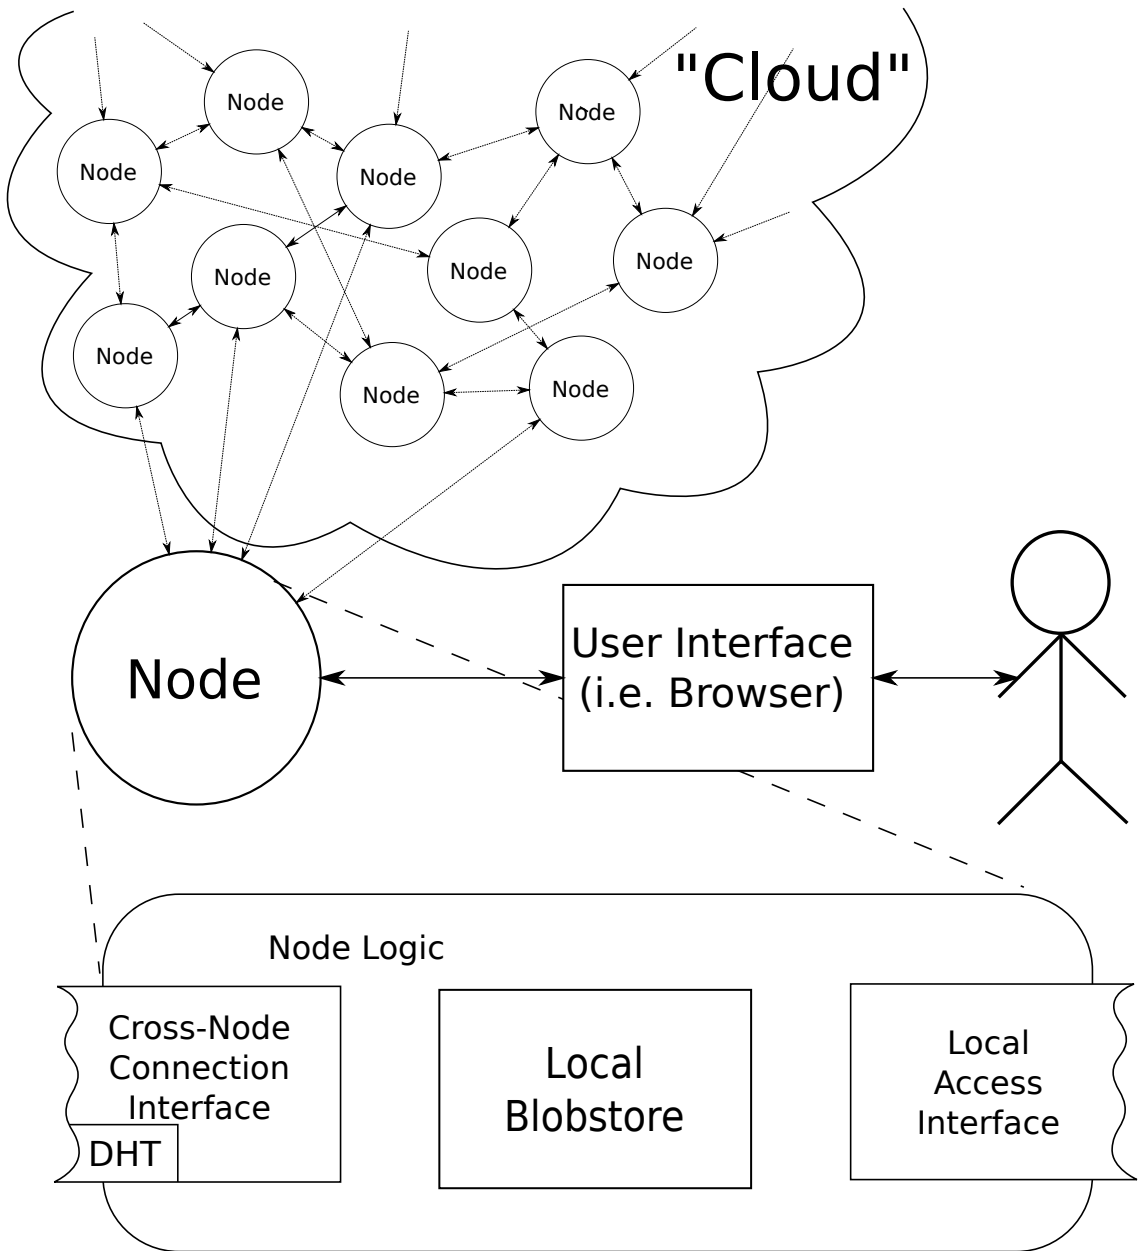 "Cloud"
Node
Node
Node
Node
Node
Node
Node
Node
Node
Node
Node
User Interface
(i.e. Browser)
Node Logic
Cross-Node
Connection
Interface
DHT
Local
Blobstore
Local
Access
Interface